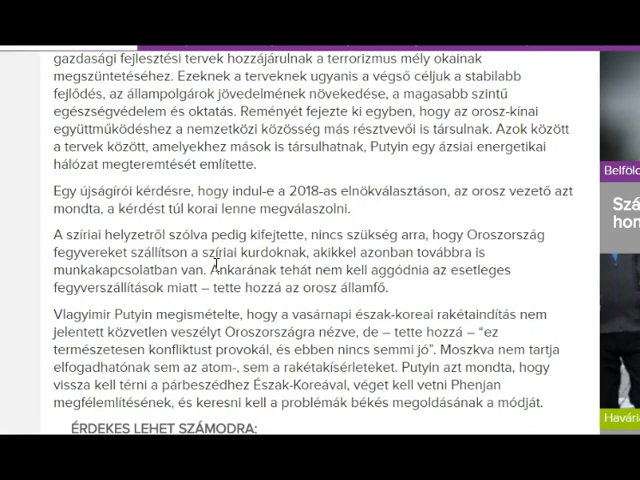 gazdasági fejlesztési tervek hozzájárulnak a terrorizmus mély okainak
megszüntetéséhez. Ezeknek a terveknek ugyanis a végső céljuk a stabilabb
fejlődés, az állampolgárok jövedelmének növekedése, a magasabb szintű
egészségvédelem és oktatás. Reményét fejezte ki egyben, hogy az orosz-kínai
együttműködéshez a nemzetközi közösség más résztvevői is társulnak. Azok között
a tervek között, amelyekhez mások is társulhatnak, Putyin egy ázsiai energetikai
hálózat megteremtését említette.
Egy újságírói kérdésre, hogy indul-e a 2018-as elnökválasztáson, az orosz vezető azt
mondta, a kérdést túl korai lenne megválaszolni.
A szíriai helyzetről szólva pedig kifejtette, nincs szükség arra, hogy Oroszország
fegyvereket szállítson a szíriai kurdoknak, akikkel azonban továbbra is
munkakapcsolatban van. Ankarának tehát nem kell aggódnia az esetleges
fegyverszállítások miatt – tette hozzá az orosz államfő.
Vlagyimir Putyin megismételte, hogy a vasárnapi észak-koreai rakétaindítás nem
jelentett közvetlen veszélyt Oroszországra nézve, de – tette hozzá – “ez
természetesen konfliktust provokál, és ebben nincs semmi jó”. Moszkva nem tartja
elfogadhatónak sem az atom-, sem a rakétakísérleteket. Putyin azt mondta, hogy
vissza kell térni a párbeszédhez Észak-Koreával, véget kell vetni Phenjan
megfélemlítésének, és keresni kell a problémák békés megoldásának a módját.
ÉRDEKES LEHET SZÁMODRA:
Belföld
Szá
hon
Havári